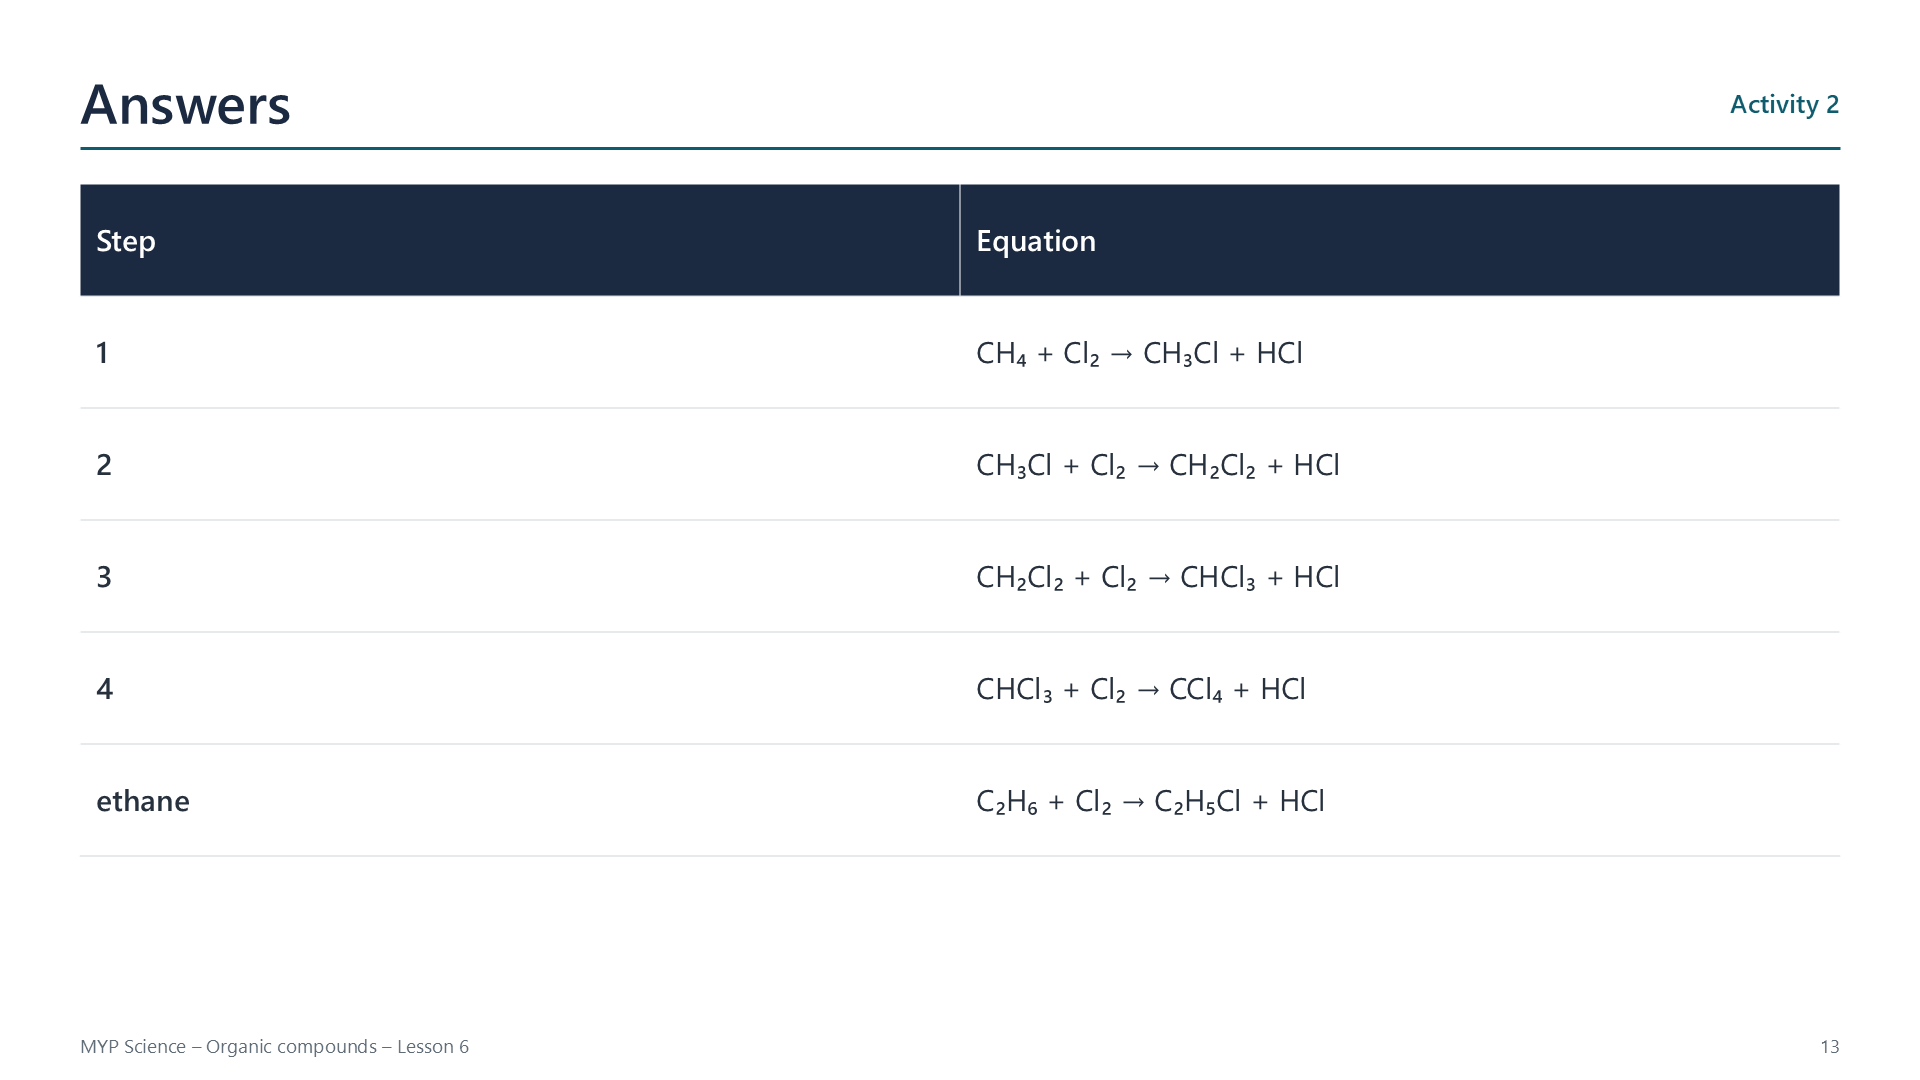 Answers
Activity 2
Step
Equation
1
CH₄ + Cl₂ → CH₃Cl + HCl
2
CH₃Cl + Cl₂ → CH₂Cl₂ + HCl
3
CH₂Cl₂ + Cl₂ → CHCl₃ + HCl
4
CHCl₃ + Cl₂ → CCl₄ + HCl
ethane
C₂H₆ + Cl₂ → C₂H₅Cl + HCl
MYP Science – Organic compounds – Lesson 6
13